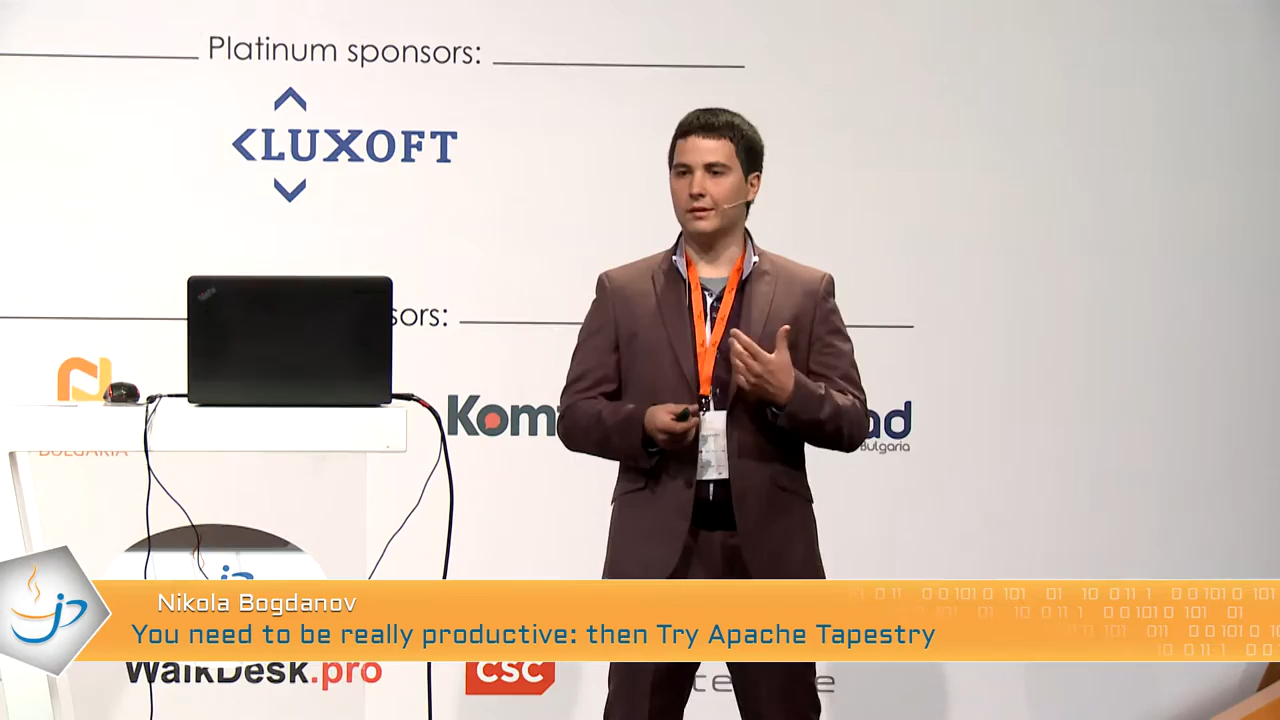 Platinum sponsors:
LUXOFT
sors:
Kom
ad
Bulgaria
BULGARIA
Nikola Bogdanov
You need to be really productive: then Try Apache Tapestry
WalkDesk.pro
CSC